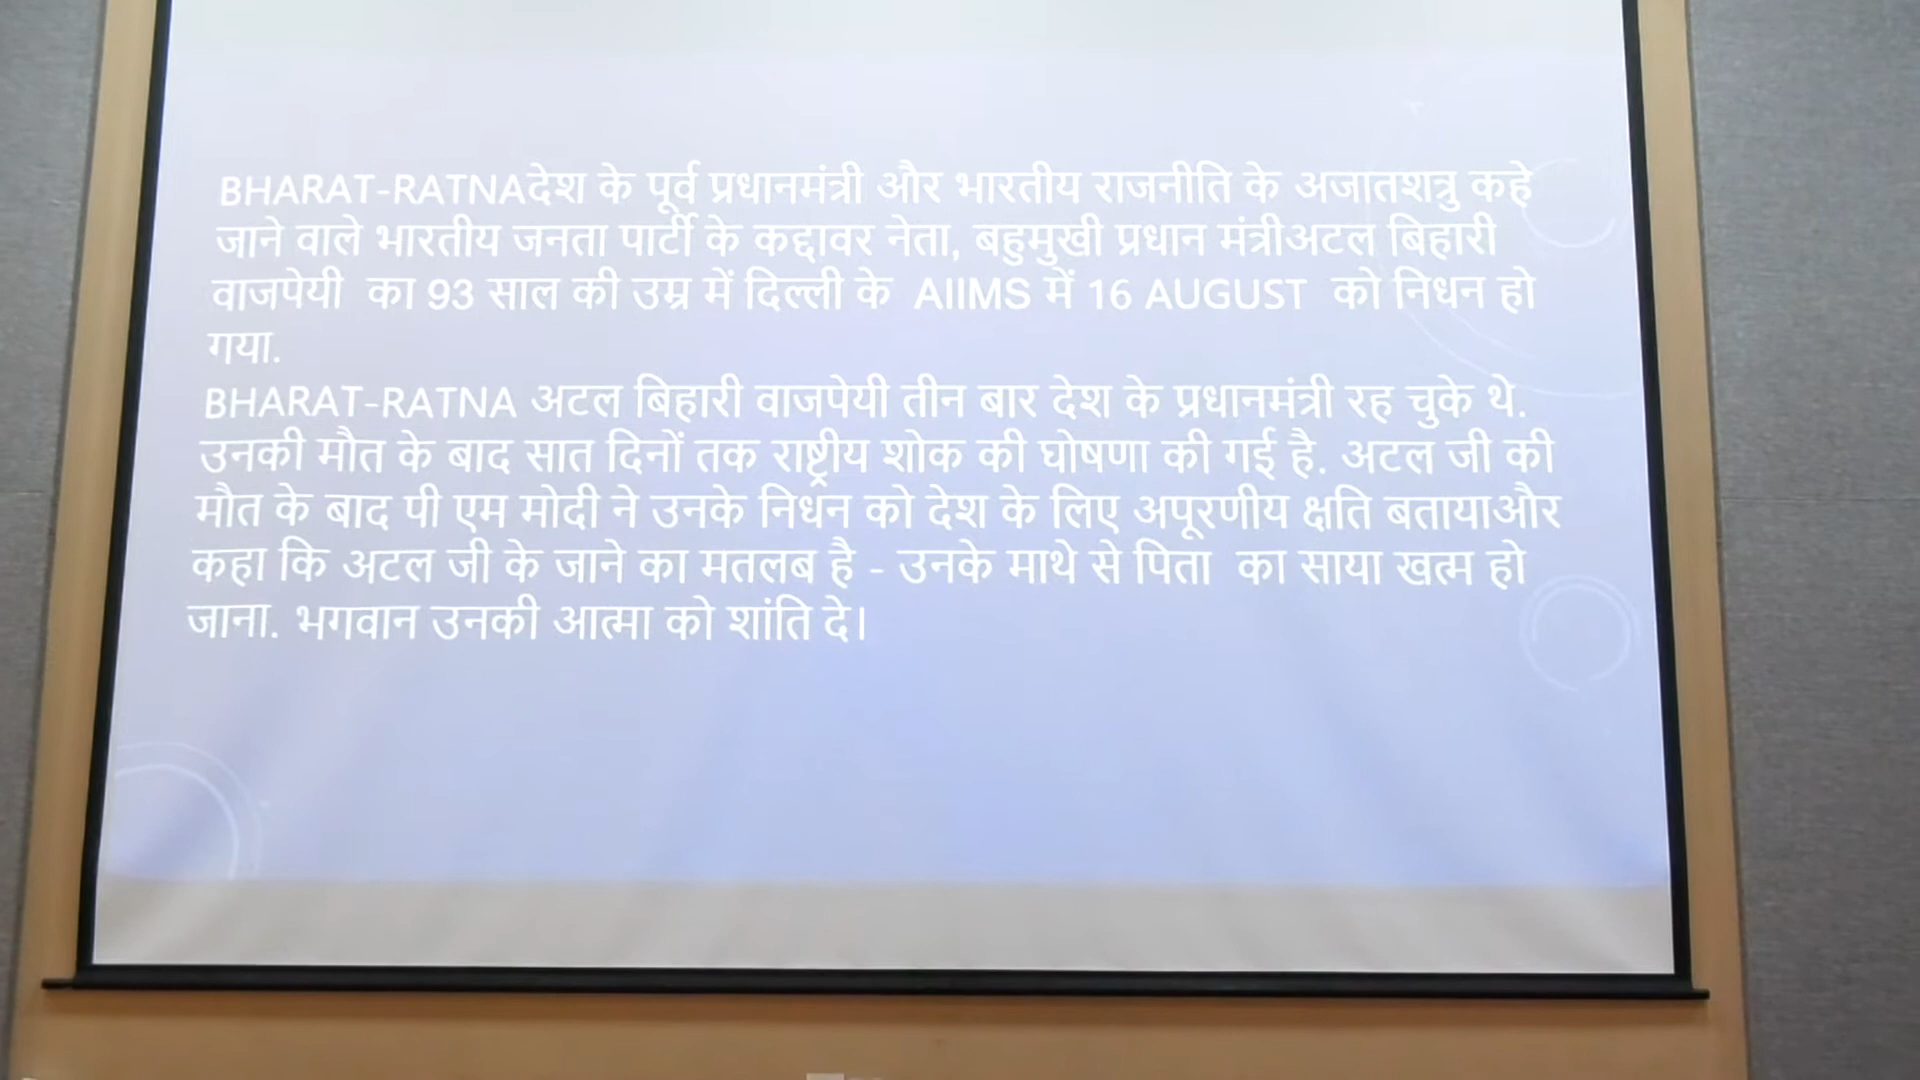 BHARAT-RATNAदेश के पूर्व प्रधानमंत्री और भारतीय राजनीति के अजातशत्रु कहे
जाने वाले भारतीय जनता पार्टी के कद्दावर नेता, बहुमुखी प्रधान मंत्रीअटल बिहारी
वाजपेयी का 93 साल की उम्र में दिल्ली के AIIMS में 16 AUGUST को निधन हो
गया.
BHARAT-RATNA अटल बिहारी वाजपेयी तीन बार देश के प्रधानमंत्री रह चुके थे.
उनकी मौत के बाद सात दिनों तक राष्ट्रीय शोक की घोषणा की गई है. अटल जी की
मौत के बाद पी एम मोदी ने उनके निधन को देश के लिए अपूरणीय क्षति बतायाऔर
कहा कि अटल जी के जाने का मतलब है - उनके माथे से पिता का साया खत्म हो
जाना. भगवान उनकी आत्मा को शांति दे।